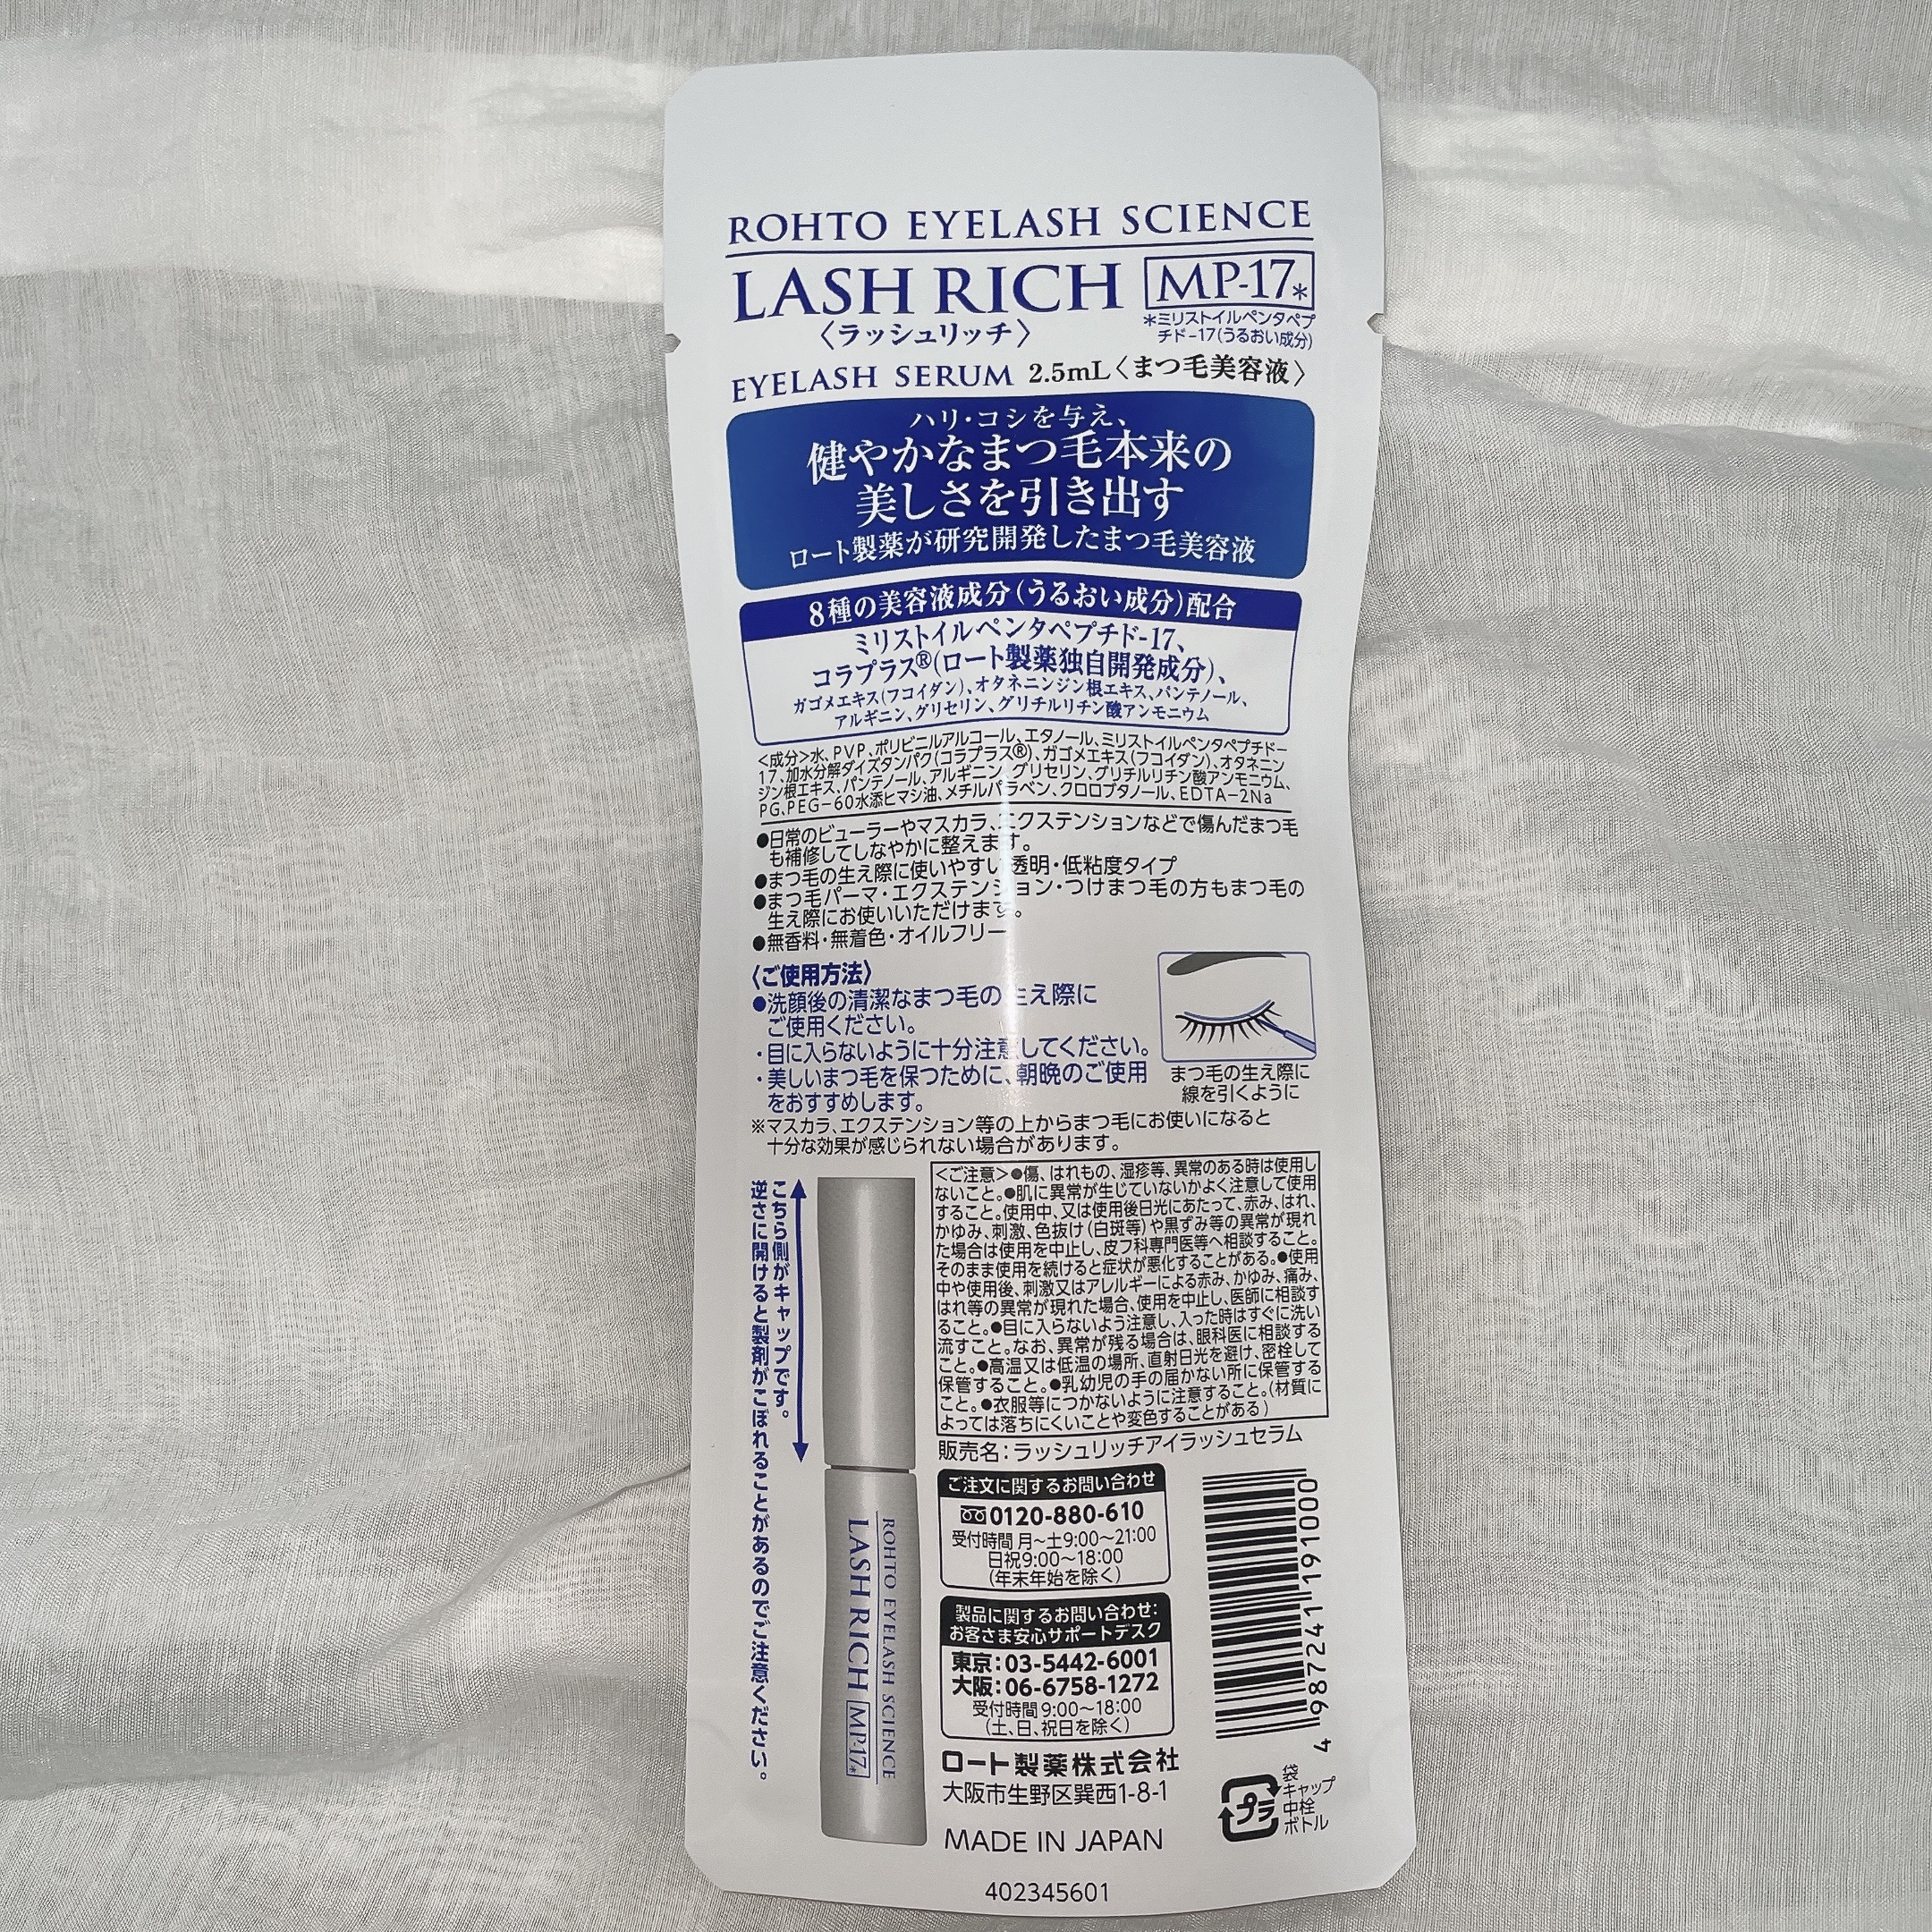 ROHTO EYELASH SCIENCE
LASH RICH MP-17*
〈ラッシュリッチ〉
*ミリストイルペンタペプ
チド-17(うるおい成分)
EYELASH SERUM 2.5mL〈まつ毛美容液〉
ハリ・コシを与え、
健やかなまつ毛本来の
美しさを引き出す
ロート製薬が研究開発したまつ毛美容液
8種の美容液成分(うるおい成分)配合
ミリストイルペンタペプチド-17、
コラプラス®(ロート製薬独自開発成分)、
ガゴメエキス(フコイダン)、オタネニンジン根エキス、パンテノール、
アルギニン、グリセリン、グリチルリチン酸アンモニウム
<成分>水、PVP、ポリビニルアルコール、エタノール、ミリストイルペンタペプチド-
17、加水分解ダイズタンパク(コラプラス®)、ガゴメエキス(フコイダン)、オタネニン
ジン根エキス、パンテノール、アルギニン、グリセリン、グリチルリチン酸アンモニウム、
PG、PEG-60水添ヒマシ油、メチルパラベン、クロロブタノール、EDTA-2Na
●日常のビューラーやマスカラ、エクステンションなどで傷んだまつ毛
も補修してしなやかに整えます。
●まつ毛の生え際に使いやすい透明・低粘度タイプ
●まつ毛パーマ・エクステンション・つけまつ毛の方もまつ毛の
生え際にお使いいただけます。
●無香料・無着色・オイルフリー
〈ご使用方法〉
●洗顔後の清潔なまつ毛の生え際に
ご使用ください。
・目に入らないように十分注意してください。
・美しいまつ毛を保つために、朝晩のご使用
をおすすめします。
まつ毛の生え際に
線を引くように
※マスカラ、エクステンション等の上からまつ毛にお使いになると
十分な効果が感じられない場合があります。
こちら側がキャップです。
逆さに開けると製剤がこぼれることがあるのでご注意ください。
ROHTO EYELASH SCIENCE
LASH RICH MP-17*
<ご注意>●傷、はれもの、湿疹等、異常のある時は使用し
ないこと。●肌に異常が生じていないかよく注意して使用
すること。使用中、又は使用後日光にあたって、赤み、はれ、
かゆみ、刺激、色抜け(白斑等)や黒ずみ等の異常が現れ
た場合は使用を中止し、皮フ科専門医等へ相談すること。
そのまま使用を続けると症状が悪化することがある。●使用
中や使用後、刺激又はアレルギーによる赤み、かゆみ、痛み、
はれ等の異常が現れた場合、使用を中止し、医師に相談す
ること。●目に入らないよう注意し、入った時はすぐに洗い
流すこと。なお、異常が残る場合は、眼科医に相談する
こと。●高温又は低温の場所、直射日光を避け、密栓して
保管すること。●乳幼児の手の届かない所に保管する
こと。●衣服等につかないように注意すること。(材質に
よっては落ちにくいことや変色することがある)
販売名:ラッシュリッチアイラッシュセラム
ご注文に関するお問い合わせ
0120-880-610
受付時間 月〜土9:00〜21:00
日祝9:00〜18:00
(年末年始を除く)
製品に関するお問い合わせ:
お客さま安心サポートデスク
東京:03-5442-6001
大阪:06-6758-1272
受付時間9:00〜18:00
(土、日、祝日を除く)
ロート製薬株式会社
大阪市生野区巽西1-8-1
MADE IN JAPAN
4 987241 191000
プラ
袋
キャップ
中栓
ボトル
402345601